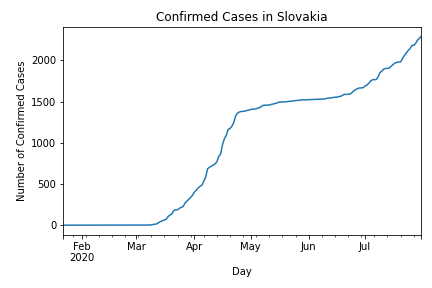 Confirmed Cases in Slovakia
Number of Confirmed Cases
2000
1500
1000
500
0
Feb Mar Apr May Jun Jul
2020
Day